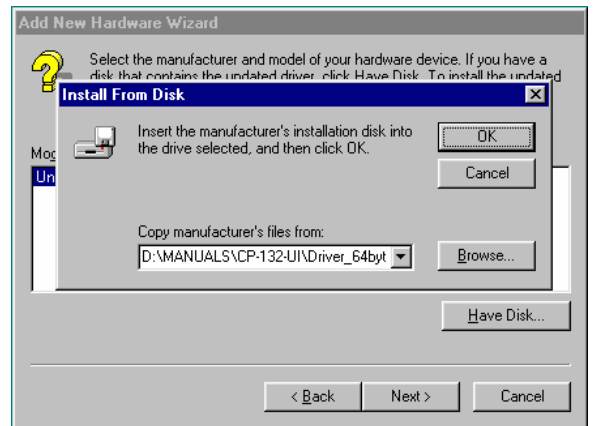 Add New Hardware Wizard
Select the manufacturer and model of your hardware device. If you have a
disk that contains the updated driver, click Have Disk. To install the updated
Install From Disk
Insert the manufacturer's installation disk into
the drive selected, and then click OK.
OK
Cancel
Copy manufacturer's files from:
D:\MANUALS\CP-132-UI\Driver_64byt
Browse...
Have Disk...
< Back
Next >
Cancel